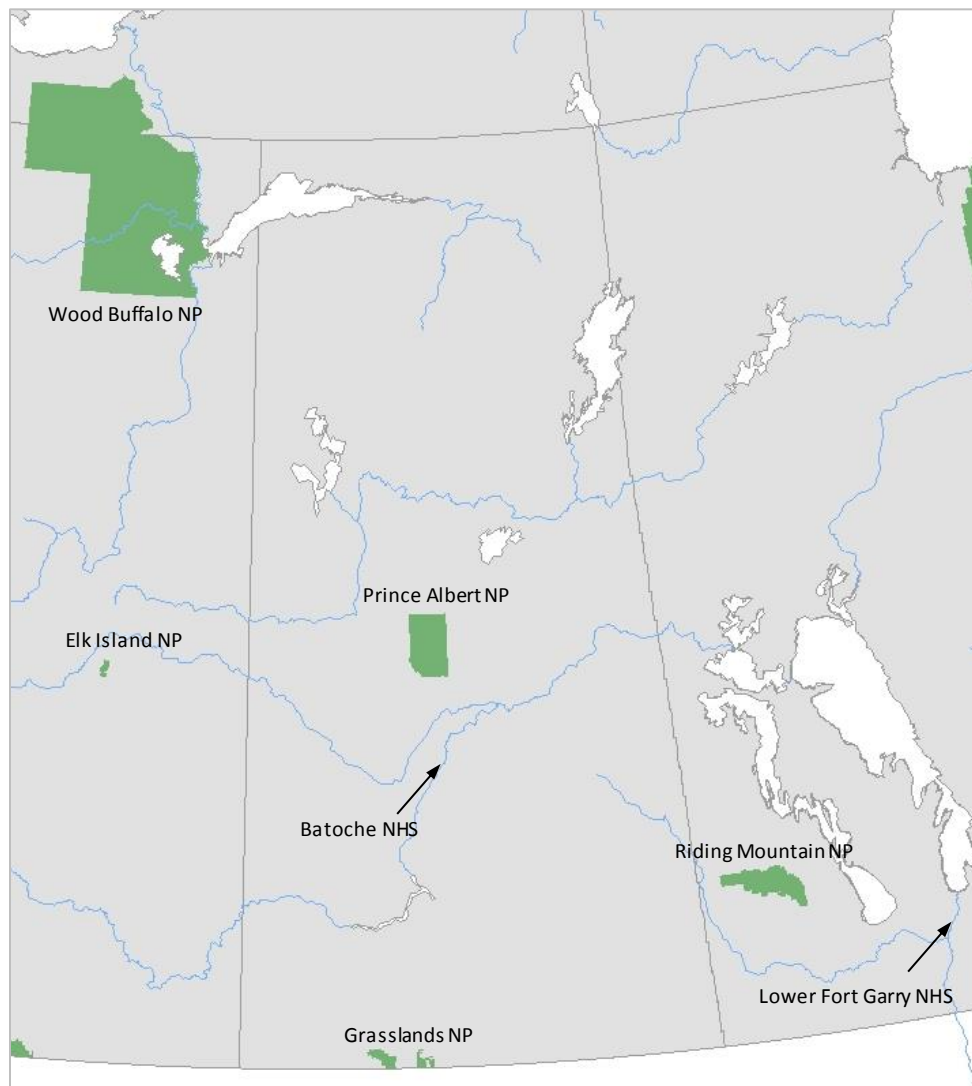 Wood Buffalo NP
Prince Albert NP
Elk Island NP
Batoche NHS
Riding Mountain NP
Lower Fort Garry NHS
Grasslands NP